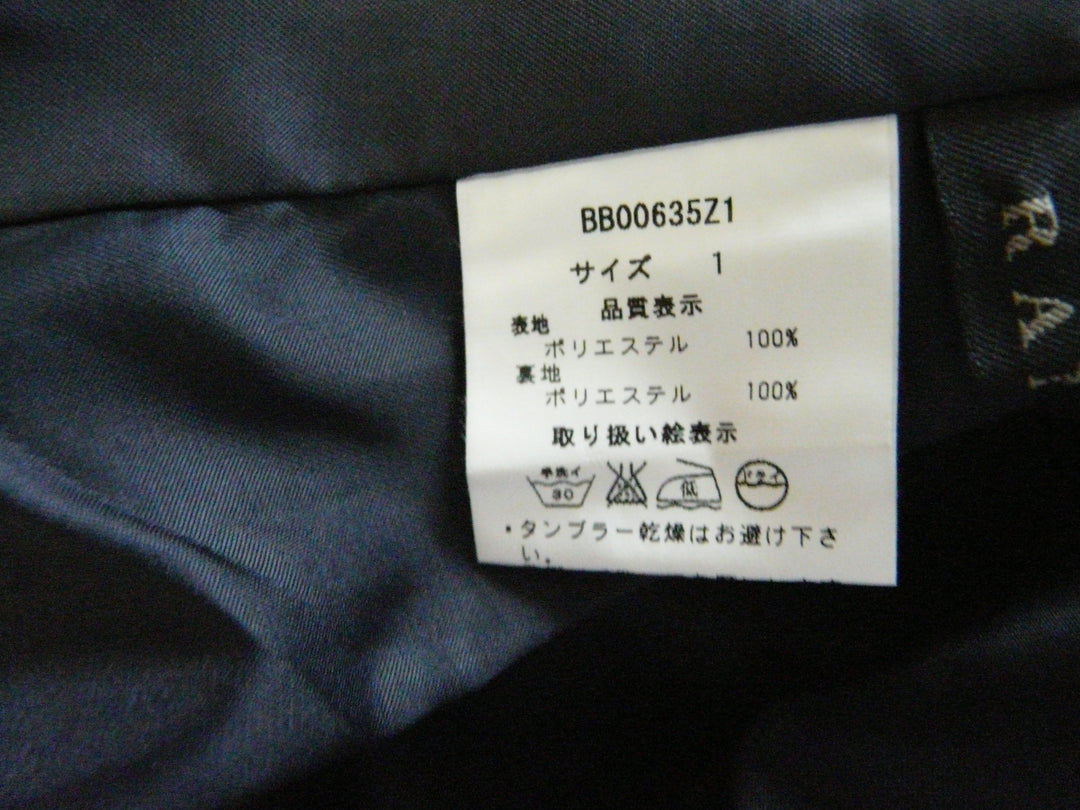 BB00635Z1
サイズ 1
品質表示
表地
ポリエステル 100%
裏地
ポリエステル 100%
取り扱い絵表示
手洗イ
30
低
ドライ
・タンブラー乾燥はお避け下さ
い。